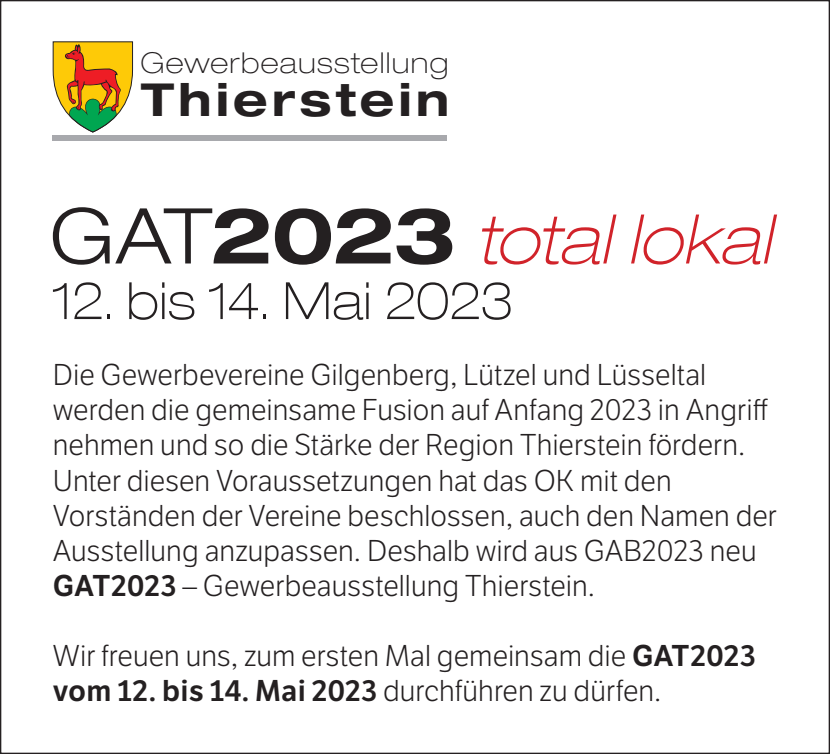 Gewerbeausstellung
Thierstein
GAT2023 total lokal
12. bis 14. Mai 2023
Die Gewerbevereine Gilgenberg, Lützel und Lüsseltal
werden die gemeinsame Fusion auf Anfang 2023 in Angriff
nehmen und so die Stärke der Region Thierstein fördern.
Unter diesen Voraussetzungen hat das OK mit den
Vorständen der Vereine beschlossen, auch den Namen der
Ausstellung anzupassen. Deshalb wird aus GAB2023 neu
GAT2023 – Gewerbeausstellung Thierstein.
Wir freuen uns, zum ersten Mal gemeinsam die GAT2023
vom 12. bis 14. Mai 2023 durchführen zu dürfen.